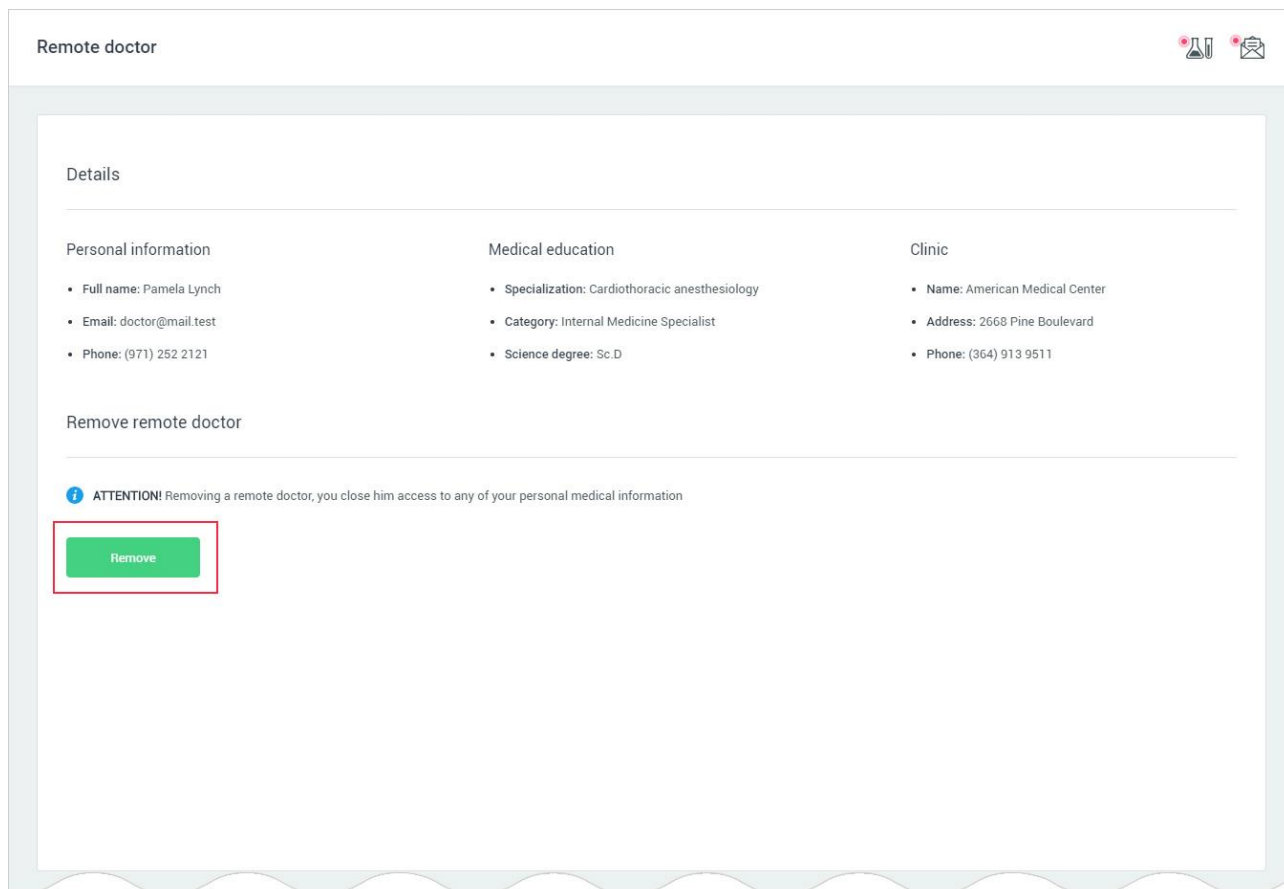 Remote doctor
Details
Personal information
• Full name: Pamela Lynch
• Email: doctor@mail.test
• Phone: (971) 252 2121
Medical education
• Specialization: Cardiothoracic anesthesiology
• Category: Internal Medicine Specialist
• Science degree: Sc.D
Clinic
• Name: American Medical Center
• Address: 2668 Pine Boulevard
• Phone: (364) 913 9511
Remove remote doctor
ATTENTION! Removing a remote doctor, you close him access to any of your personal medical information
Remove